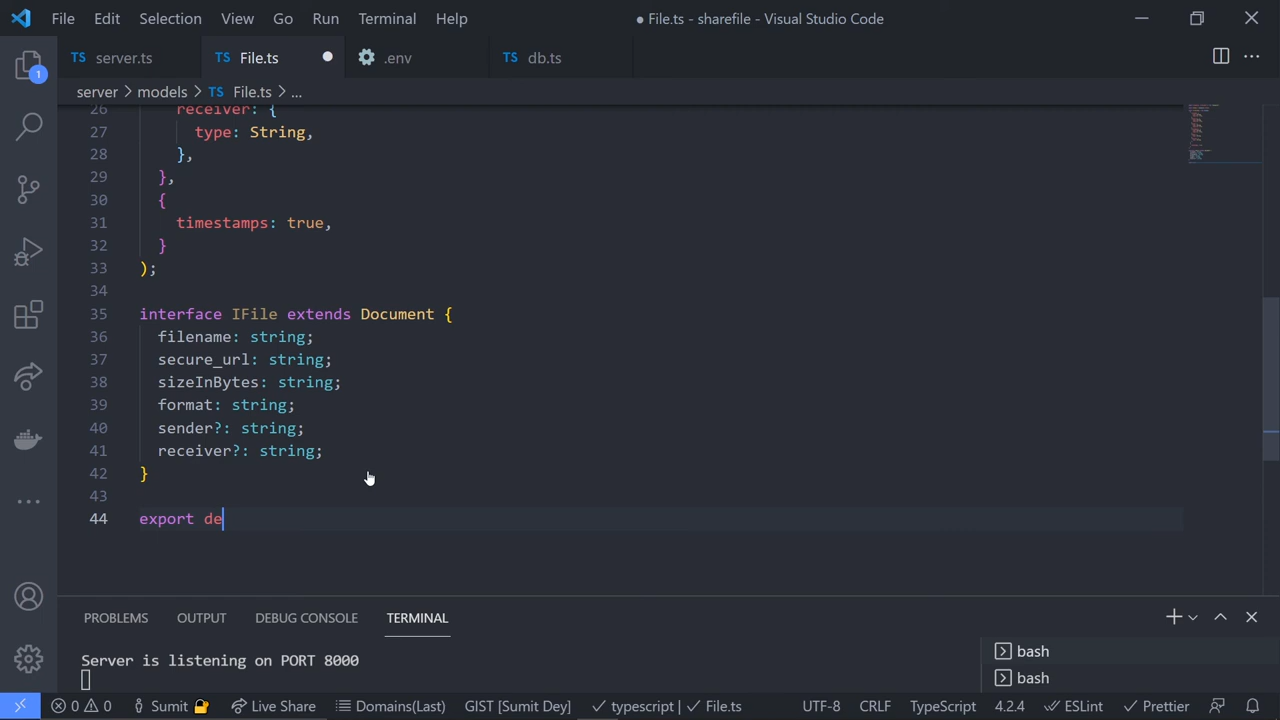 File Edit Selection View Go Run Terminal Help ● File.ts - sharefile - Visual Studio Code
TS server.ts TS File.ts .env TS db.ts
server > models > TS File.ts > ...
1
26 receiver: {
27 type: String,
28 },
29 },
30 {
31 timestamps: true,
32 }
33 );
34
35 interface IFile extends Document {
36 filename: string;
37 secure_url: string;
38 sizeInBytes: string;
39 format: string;
40 sender?: string;
41 receiver?: string;
42 }
43
44 export de
PROBLEMS OUTPUT DEBUG CONSOLE TERMINAL
Server is listening on PORT 8000
bash
bash
0 0 Sumit 🔐 Live Share Domains(Last) GIST [Sumit Dey] ✓ typescript | ✓ File.ts UTF-8 CRLF TypeScript 4.2.4 ESLint ✓ Prettier